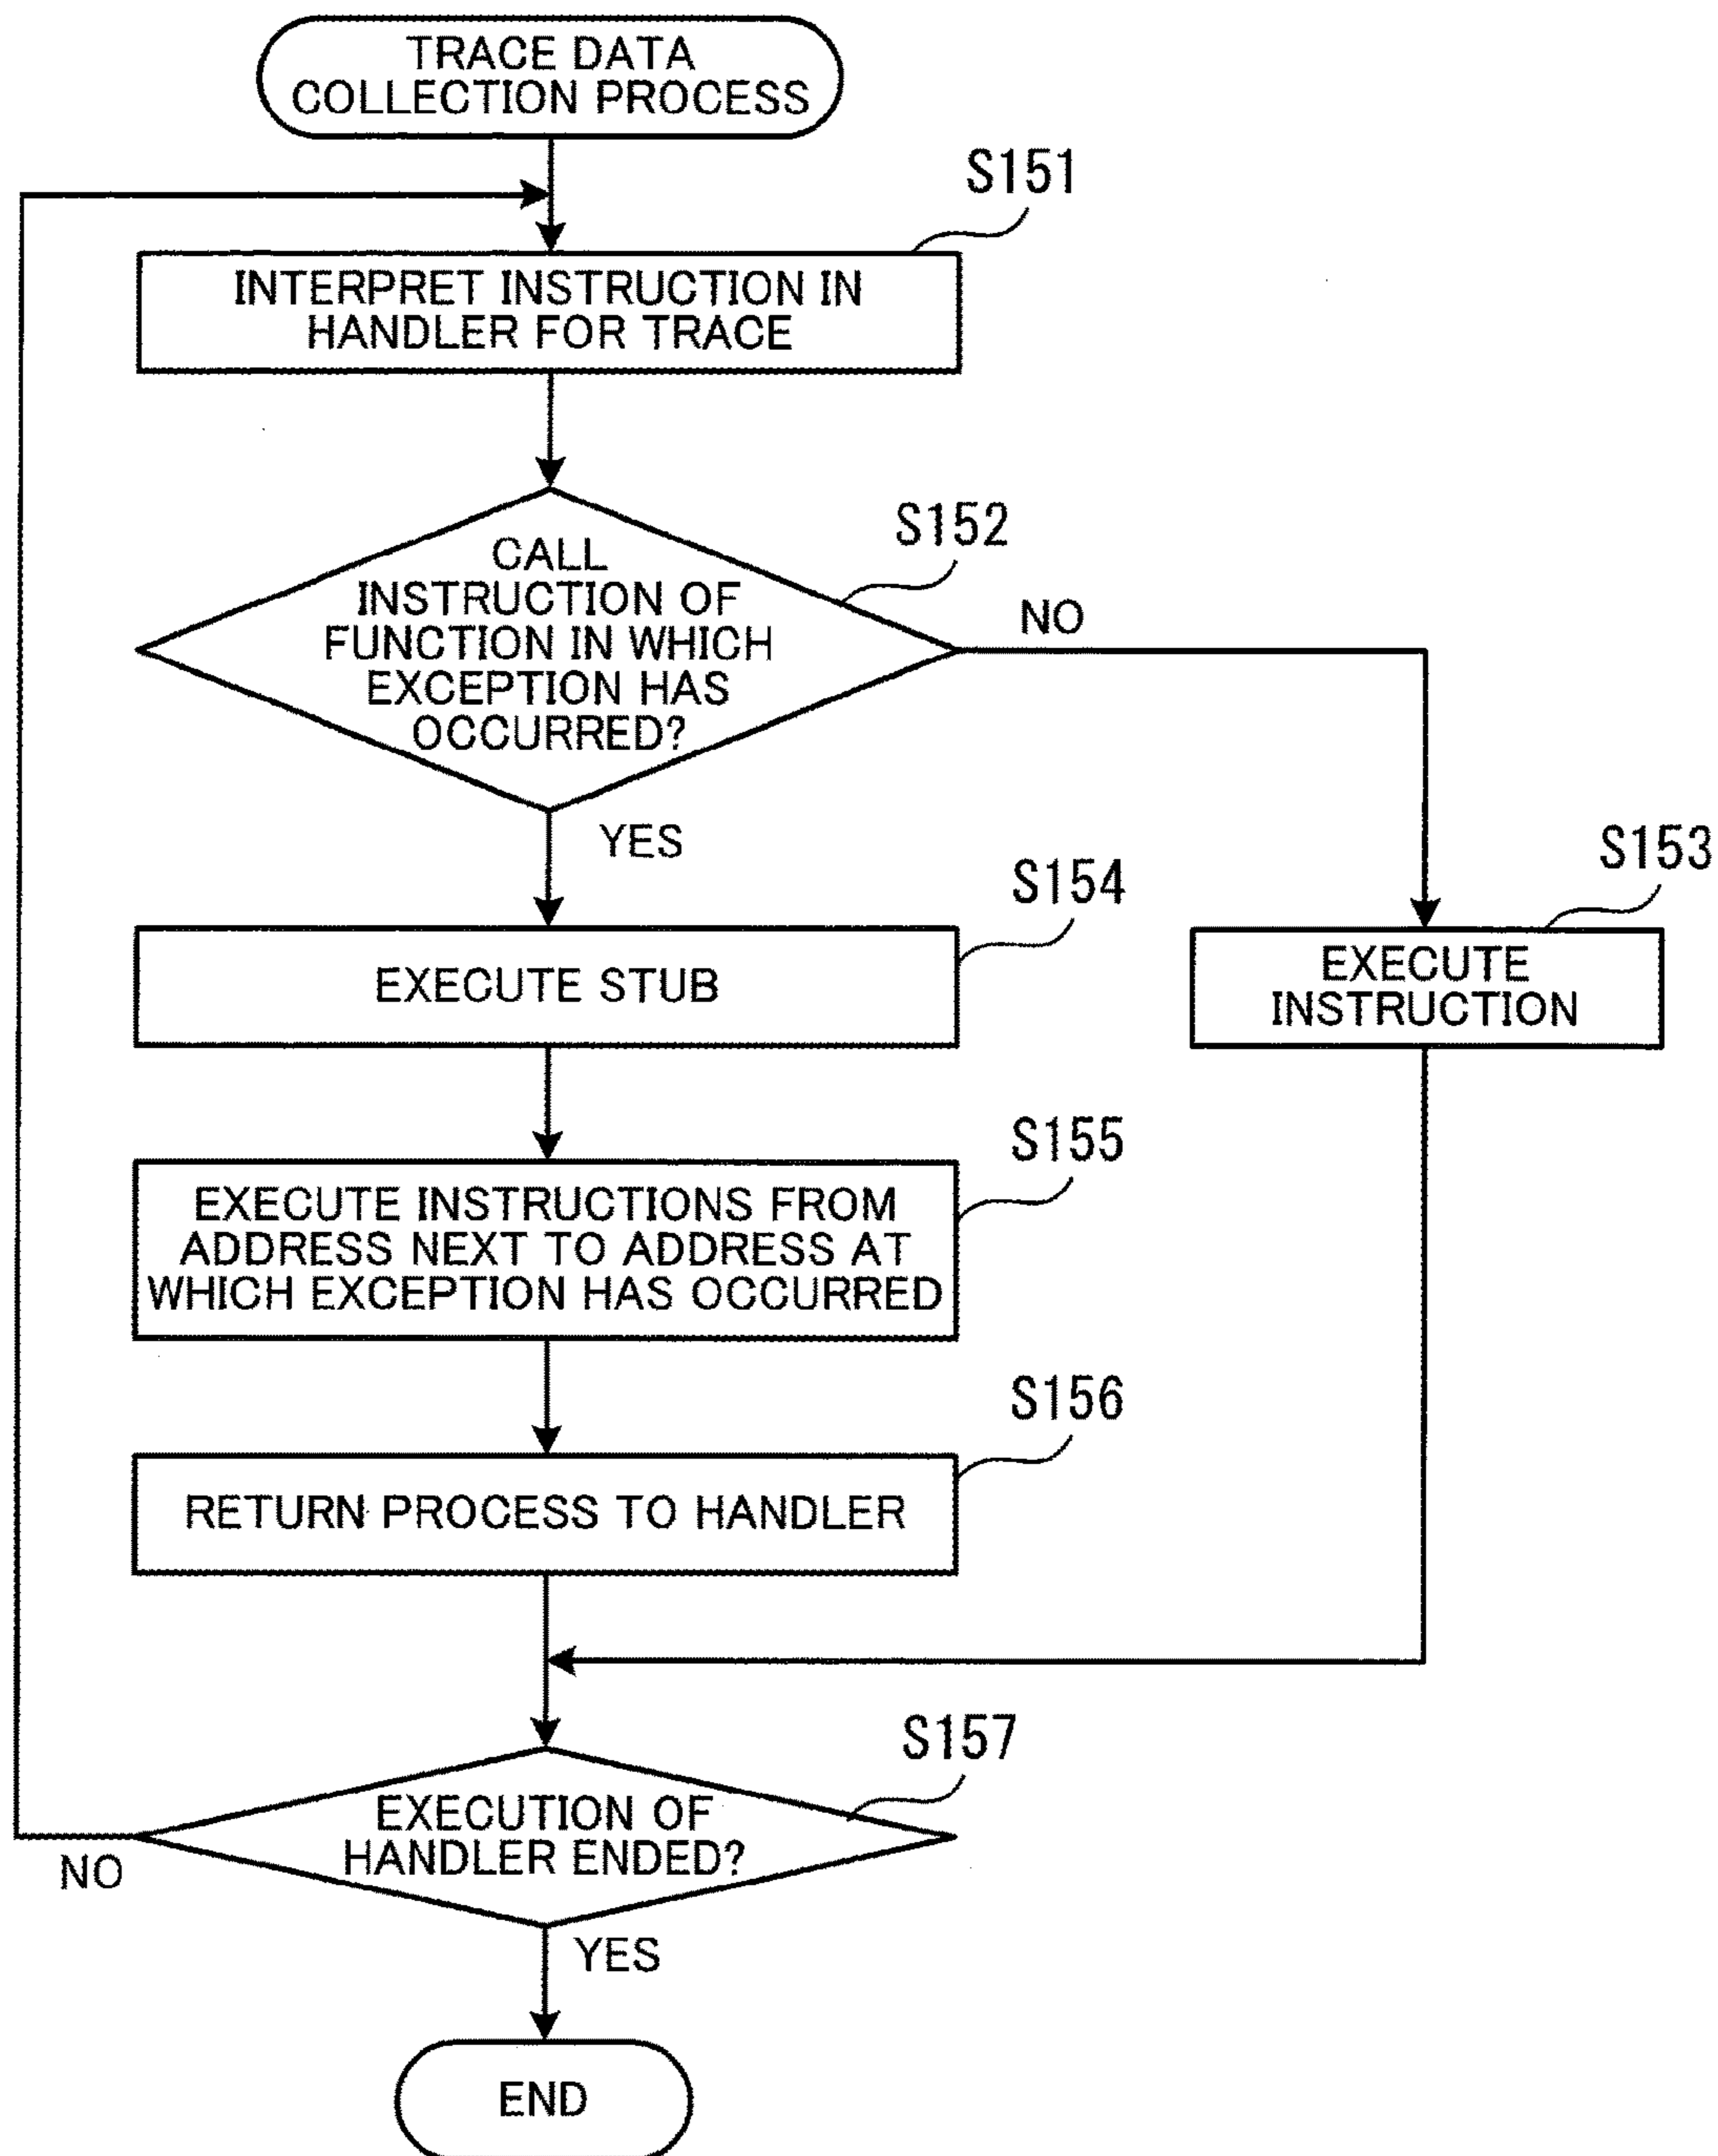 TRACE DATA
COLLECTION PROCESS
S151
INTERPRET INSTRUCTION IN
HANDLER FOR TRACE
S152
CALL
INSTRUCTION OF
FUNCTION IN WHICH
EXCEPTION HAS
OCCURRED?
NO
YES
S153
EXECUTE
INSTRUCTION
S154
EXECUTE STUB
S155
EXECUTE INSTRUCTIONS FROM
ADDRESS NEXT TO ADDRESS AT
WHICH EXCEPTION HAS OCCURRED
S156
RETURN PROCESS TO HANDLER
S157
EXECUTION OF
HANDLER ENDED?
NO
YES
END